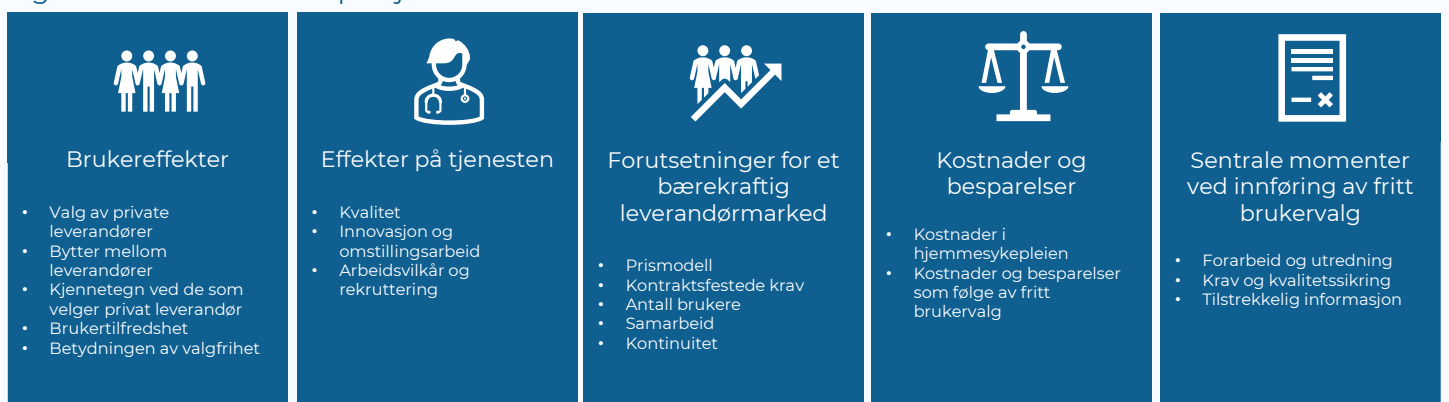 Brukereffekter
• Valg av private
leverandører
• Bytter mellom
leverandører
• Kjennetegn ved de som
velger privat leverandør
• Brukertilfredshet
• Betydningen av valgfrihet
Effekter på tjenesten
• Kvalitet
• Innovasjon og
omstillingsarbeid
• Arbeidsvilkår og
rekruttering
Forutsetninger for et
bærekraftig
leverandørmarked
• Prismodell
• Kontraktsfestede krav
• Antall brukere
• Samarbeid
• Kontinuitet
Kostnader og
besparelser
• Kostnader i
hjemmesykepleien
• Kostnader og besparelser
som følge av fritt
brukervalg
Sentrale momenter
ved innføring av fritt
brukervalg
• Forarbeid og utredning
• Krav og kvalitetssikring
• Tilstrekkelig informasjon